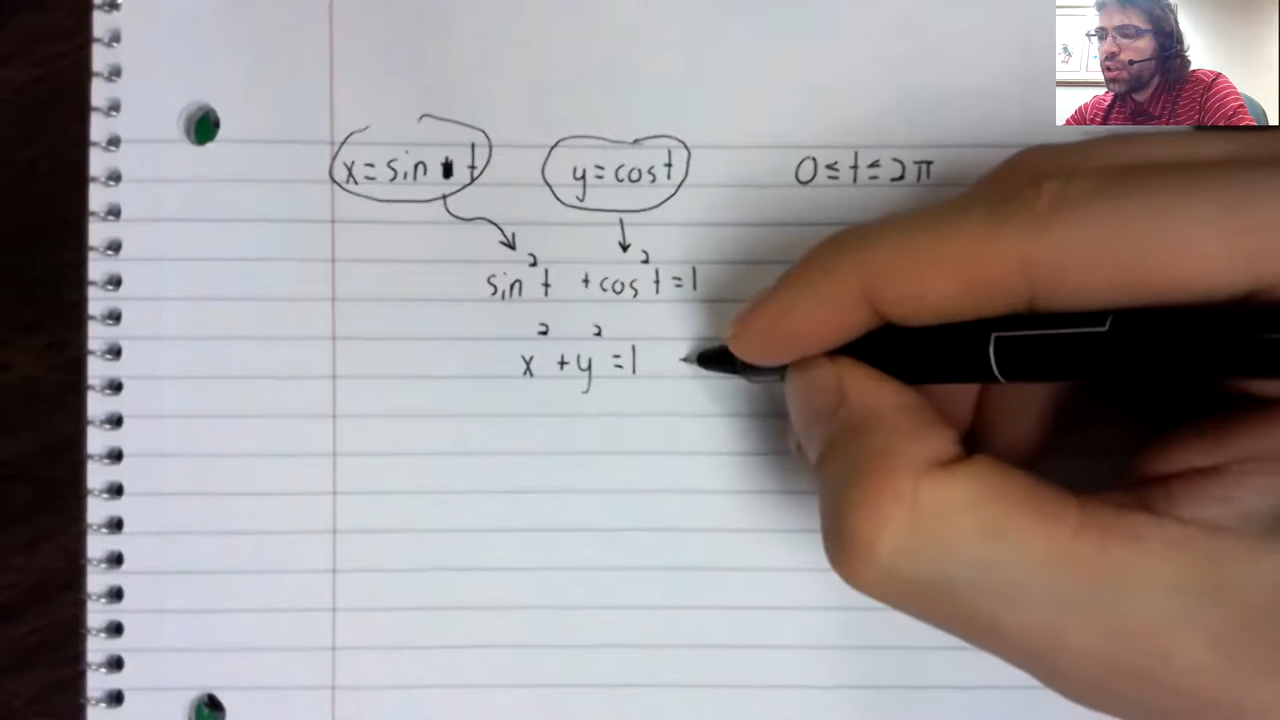 x = sin t y = cos t 0 ≤ t ≤ 2π
sin² t + cos² t = 1
x² + y² = 1